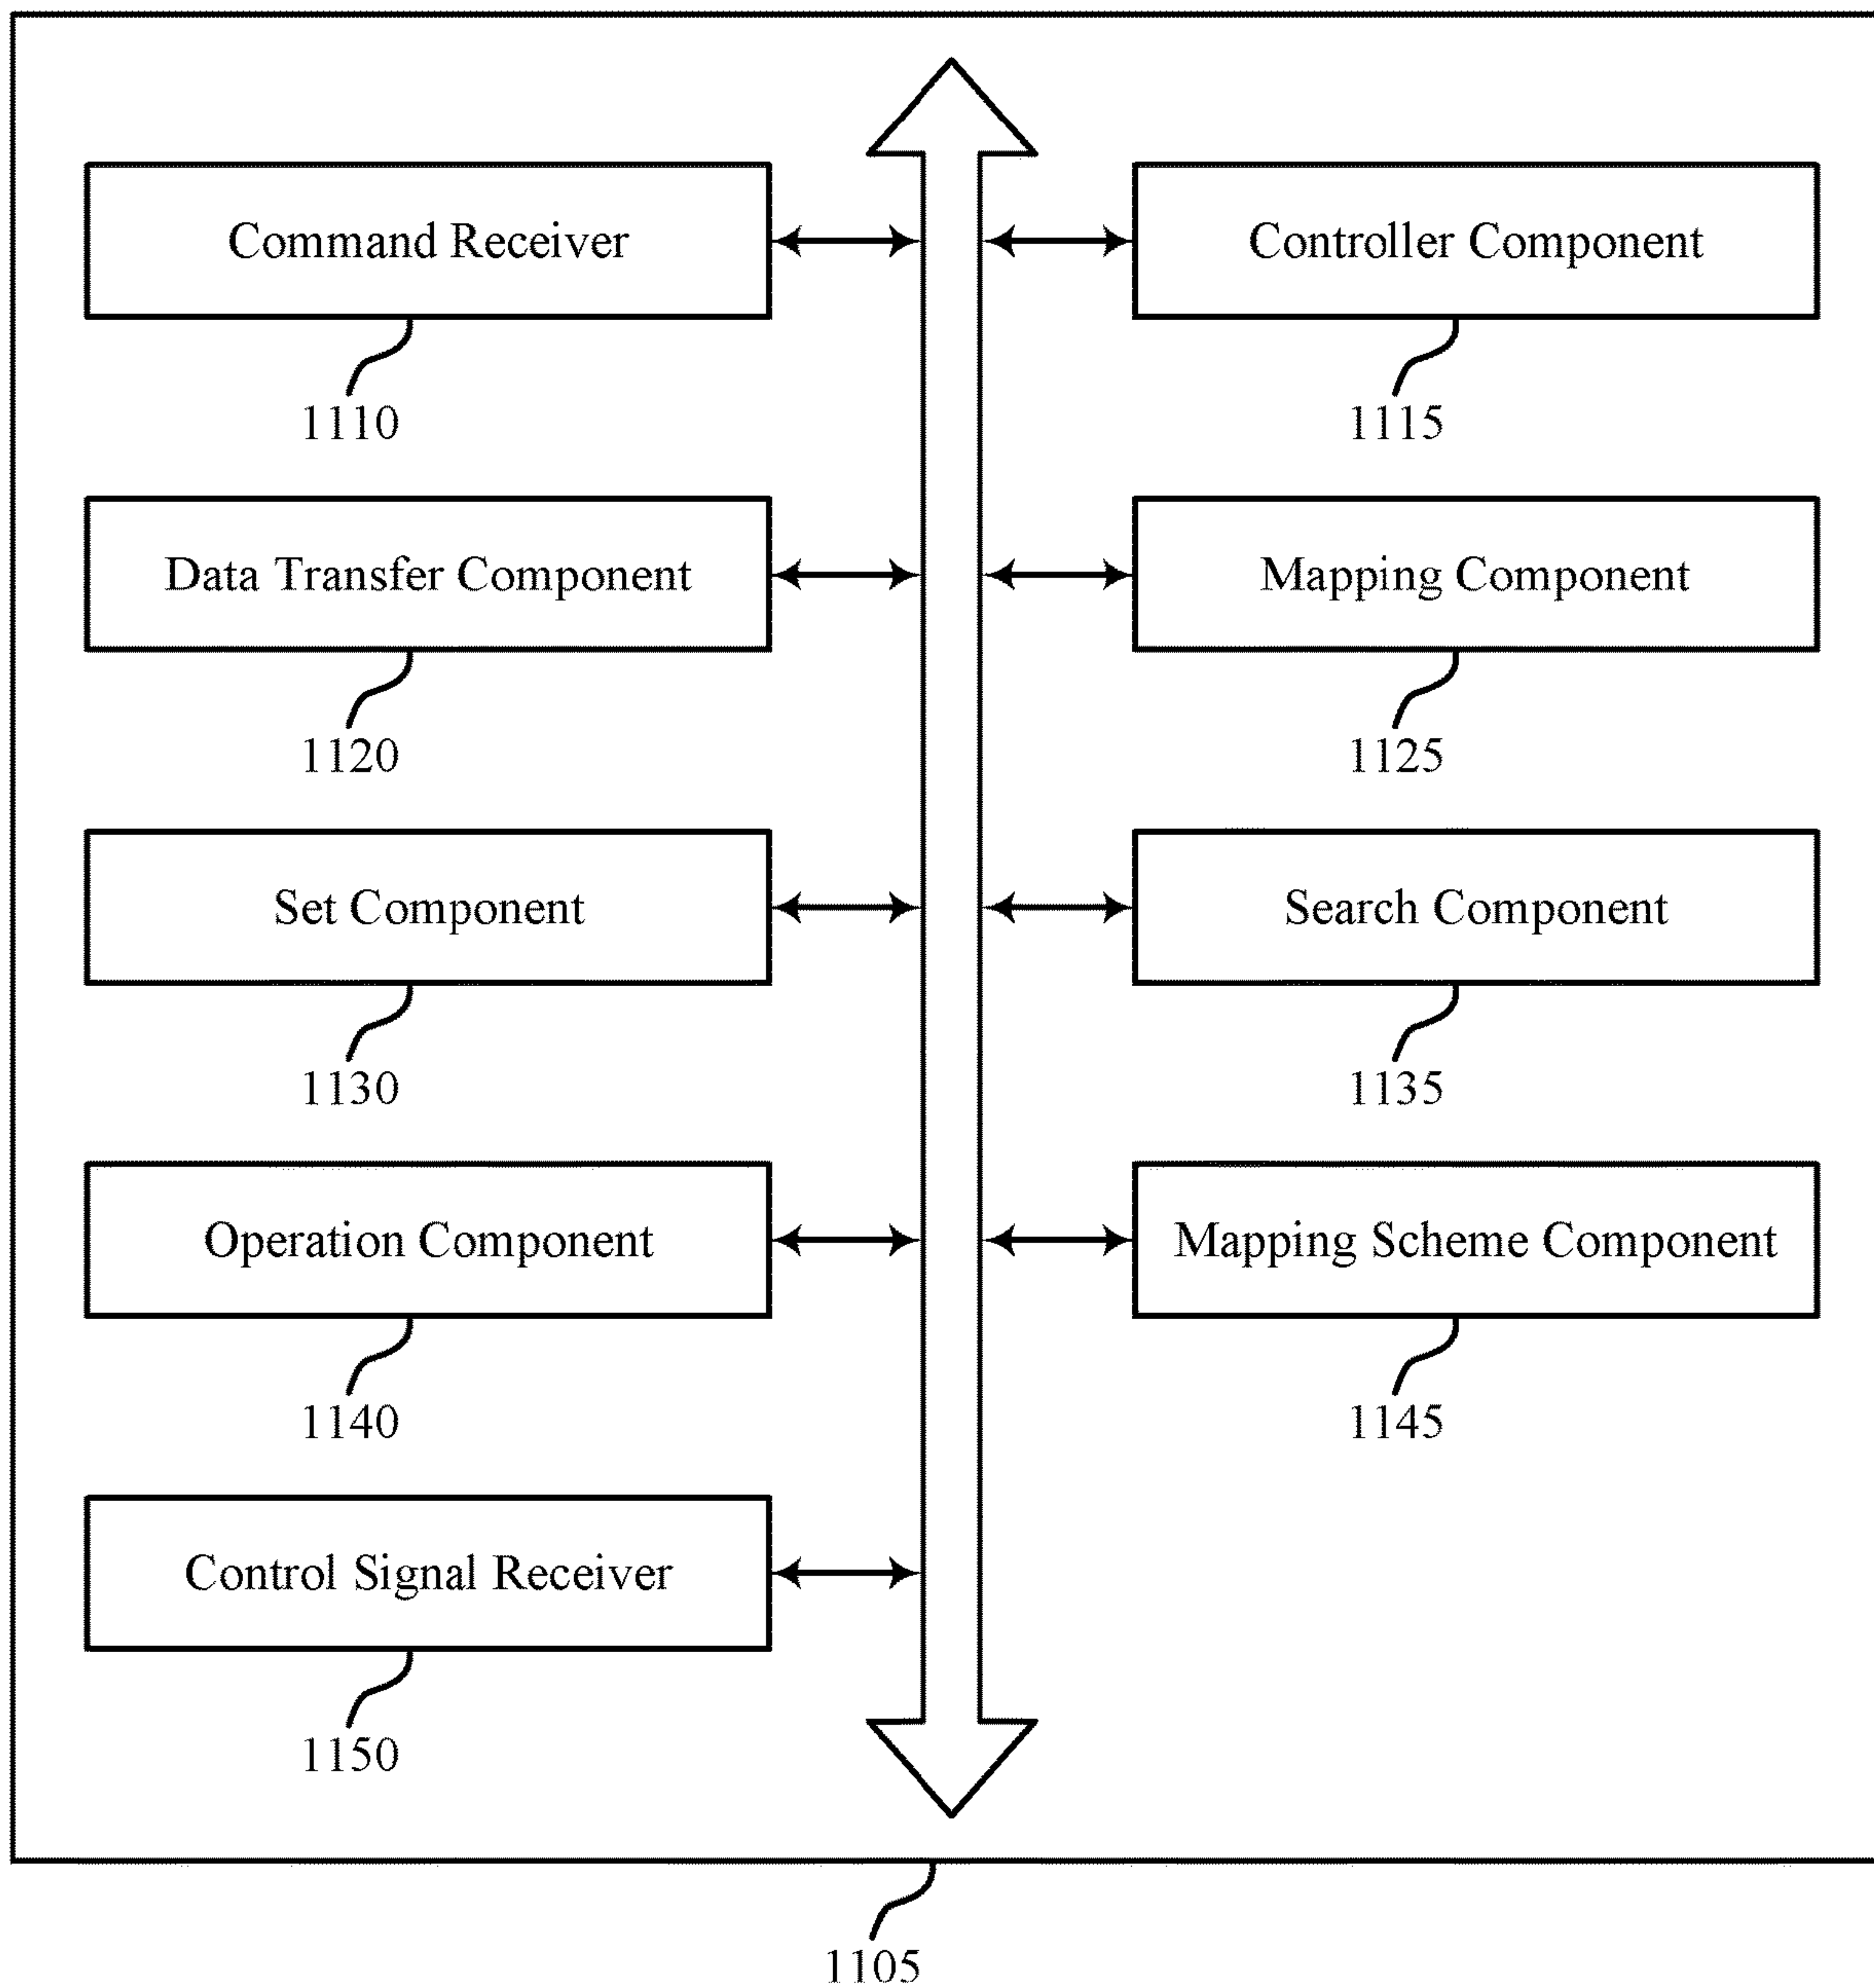 Command Receiver
Controller Component
1110
1115
Data Transfer Component
Mapping Component
1120
1125
Set Component
Search Component
1130
1135
Operation Component
Mapping Scheme Component
1140
1145
Control Signal Receiver
1150
1105